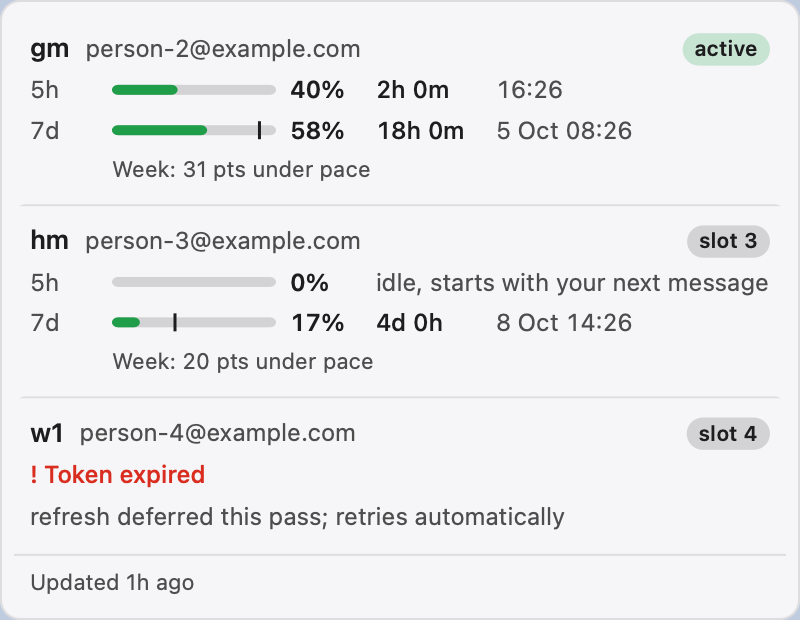 gm person-2@example.com active
5h 40% 2h 0m 16:26
7d 58% 18h 0m 5 Oct 08:26
Week: 31 pts under pace
hm person-3@example.com slot 3
5h 0% idle, starts with your next message
7d 17% 4d 0h 8 Oct 14:26
Week: 20 pts under pace
w1 person-4@example.com slot 4
! Token expired
refresh deferred this pass; retries automatically
Updated 1h ago